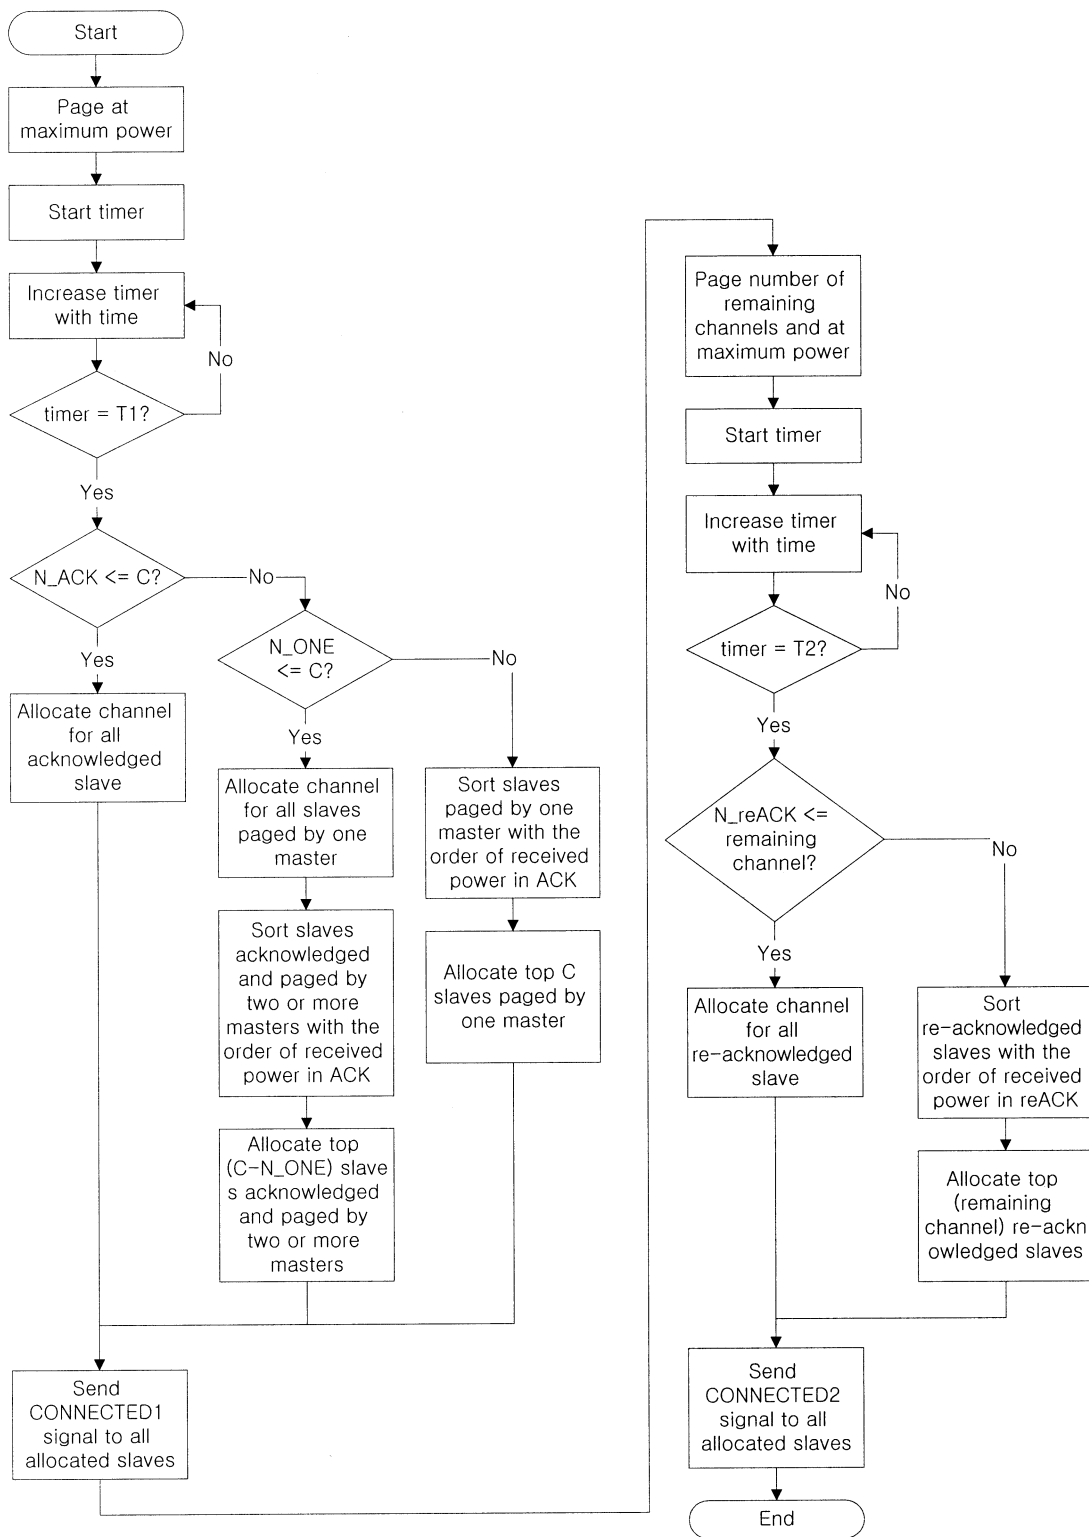 Start
Page at
maximum power
Start timer
Increase timer
with time
No
timer = T1?
Yes
N_ACK <= C?
No
Yes
Allocate channel
for all
acknowledged
slave
N_ONE
<= C?
No
Yes
Allocate channel
for all slaves
paged by one
master
Sort slaves
acknowledged
and paged by
two or more
masters with the
order of received
power in ACK
Allocate top
(C-N_ONE) slave
s acknowledged
and paged by
two or more
masters
Sort slaves
paged by one
master with the
order of received
power in ACK
Allocate top C
slaves paged by
one master
Send
CONNECTED1
signal to all
allocated slaves
Page number of
remaining
channels and at
maximum power
Start timer
Increase timer
with time
No
timer = T2?
Yes
N_reACK <=
remaining
channel?
No
Yes
Allocate channel
for all
re-acknowledged
slave
Sort
re-acknowledged
slaves with the
order of received
power in reACK
Allocate top
(remaining
channel) re-ackn
owledged slaves
Send
CONNECTED2
signal to all
allocated slaves
End